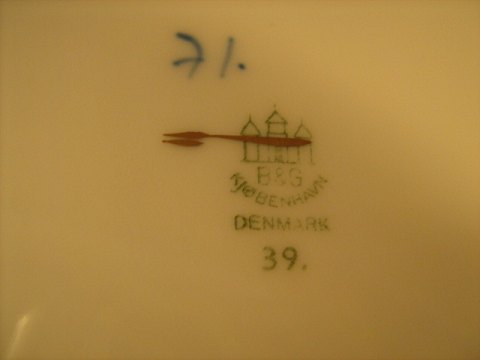 71.
B&G
KJØBENHAVN
DENMARK
39.